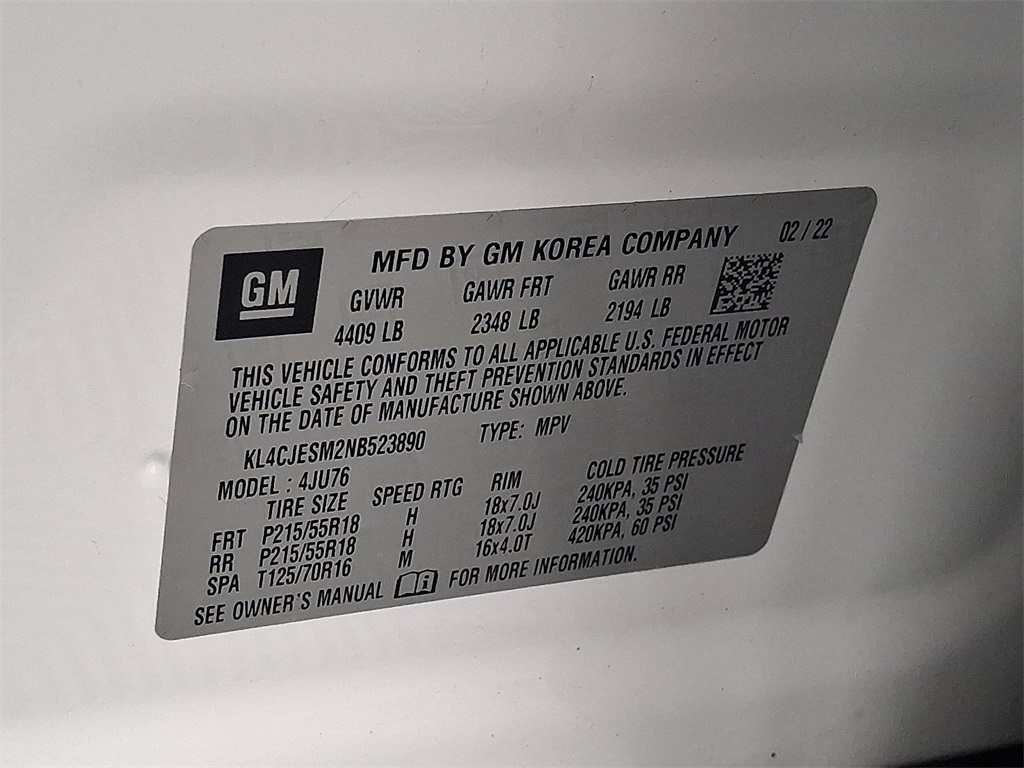 GM
MFD BY GM KOREA COMPANY 02 / 22
GVWR GAWR FRT GAWR RR
4409 LB 2348 LB 2194 LB
THIS VEHICLE CONFORMS TO ALL APPLICABLE U.S. FEDERAL MOTOR
VEHICLE SAFETY AND THEFT PREVENTION STANDARDS IN EFFECT
ON THE DATE OF MANUFACTURE SHOWN ABOVE.
KL4CJESM2NB523890 TYPE: MPV
MODEL : 4JU76
TIRE SIZE SPEED RTG RIM COLD TIRE PRESSURE
FRT P215/55R18 H 18x7.0J 240KPA, 35 PSI
RR P215/55R18 H 18x7.0J 240KPA, 35 PSI
SPA T125/70R16 M 16x4.0T 420KPA, 60 PSI
SEE OWNER'S MANUAL FOR MORE INFORMATION.